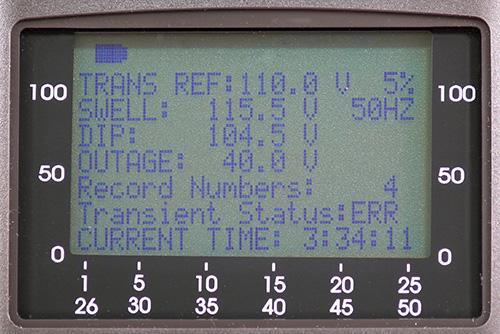 TRANS REF:110.0 V 5%
SWELL: 115.5 V 50HZ
DIP: 104.5 V
OUTAGE: 40.0 V
Record Numbers: 4
Transient Status:ERR
CURRENT TIME: 3:34:11
100 100
50 50
0 0
1 5 10 15 20 25
26 30 35 40 45 50